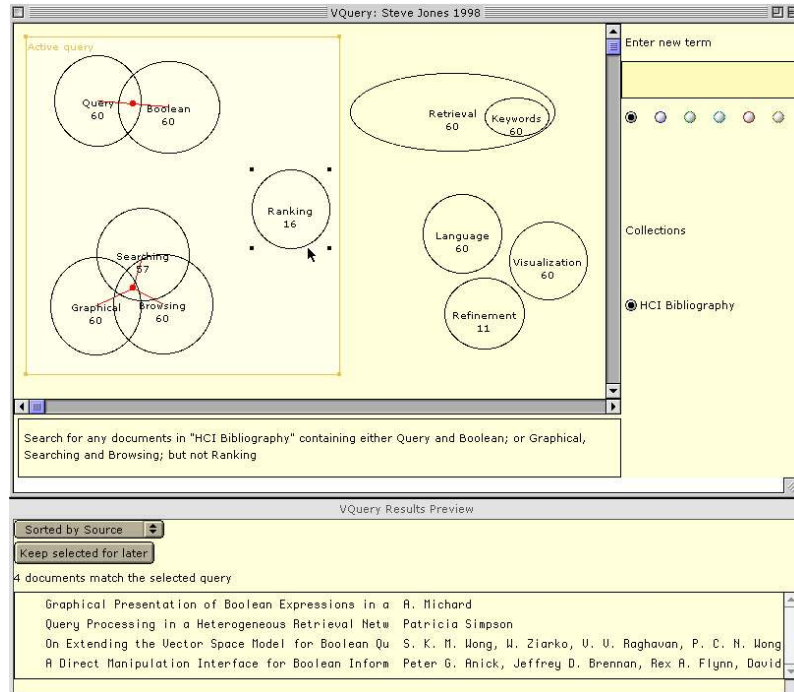 VQuery: Steve Jones 1998
Active query
Query
60
Boolean
60
Ranking
16
Searching
57
Graphical
60
Browsing
60
Retrieval
60
Keywords
60
Language
60
Visualization
60
Refinement
11
Enter new term
Collections
HCI Bibliography
Search for any documents in "HCI Bibliography" containing either Query and Boolean; or Graphical,
Searching and Browsing; but not Ranking
VQuery Results Preview
Sorted by Source
Keep selected for later
4 documents match the selected query
Graphical Presentation of Boolean Expressions in a A. Michard
Query Processing in a Heterogeneous Retrieval Netw Patricia Simpson
On Extending the Vector Space Model for Boolean Qu S. K. M. Wong, W. Ziarko, V. V. Raghavan, P. C. N. Wong
A Direct Manipulation Interface for Boolean Inform Peter G. Anick, Jeffrey D. Brennan, Rex A. Flynn, David